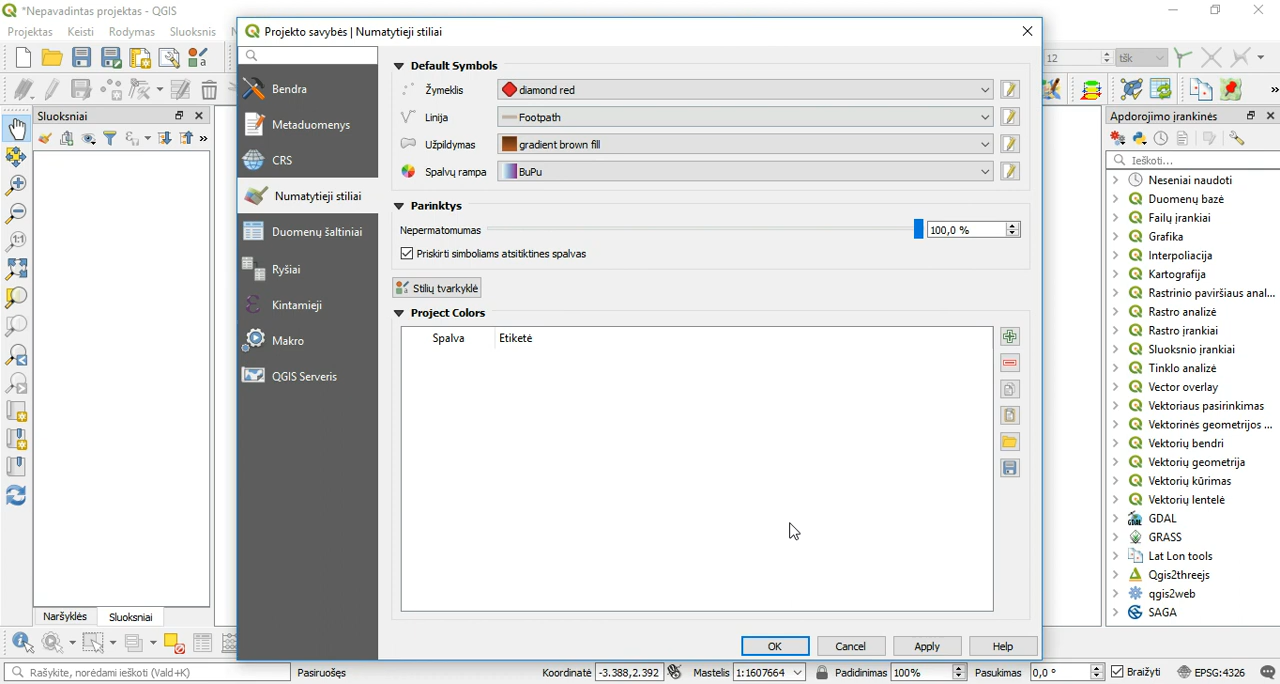 *Nepavadintas projektas - QGIS
Projektas Keisti Rodymas Sluoksnis
Projekto savybės | Numatytieji stiliai
Bendra
Metaduomenys
CRS
Numatytieji stiliai
Duomenų šaltiniai
Ryšiai
Kintamieji
Makro
QGIS Serveris
Default Symbols
Žymeklis diamond red
Linija Footpath
Užpildymas gradient brown fill
Spalvų rampa BuPu
Parinktys
Nepermatomumas 100,0 %
Priskirti simboliams atsitiktines spalvas
Stilių tvarkyklė
Project Colors
Spalva Etiketė
OK Cancel Apply Help
12 tšk
Sluoksniai
Naršyklės Sluoksniai
Apdorojimo įrankinės
Ieškoti...
Neseniai naudoti
Duomenų bazė
Failų įrankiai
Grafika
Interpoliacija
Kartografija
Rastrinio paviršiaus anal...
Rastro analizė
Rastro įrankiai
Sluoksnio įrankiai
Tinklo analizė
Vector overlay
Vektoriaus pasirinkimas
Vektorinės geometrijos ...
Vektorių bendri
Vektorių geometrija
Vektorių kūrimas
Vektorių lentelė
GDAL
GRASS
Lat Lon tools
Qgis2threejs
qgis2web
SAGA
Rašykite, norėdami ieškoti (Vald+K) Pasiruošęs Koordinatė -3.388,2.392 Mastelis 1:1607664 Padidinimas 100% Pasukimas 0,0 ° Braižyti EPSG:4326